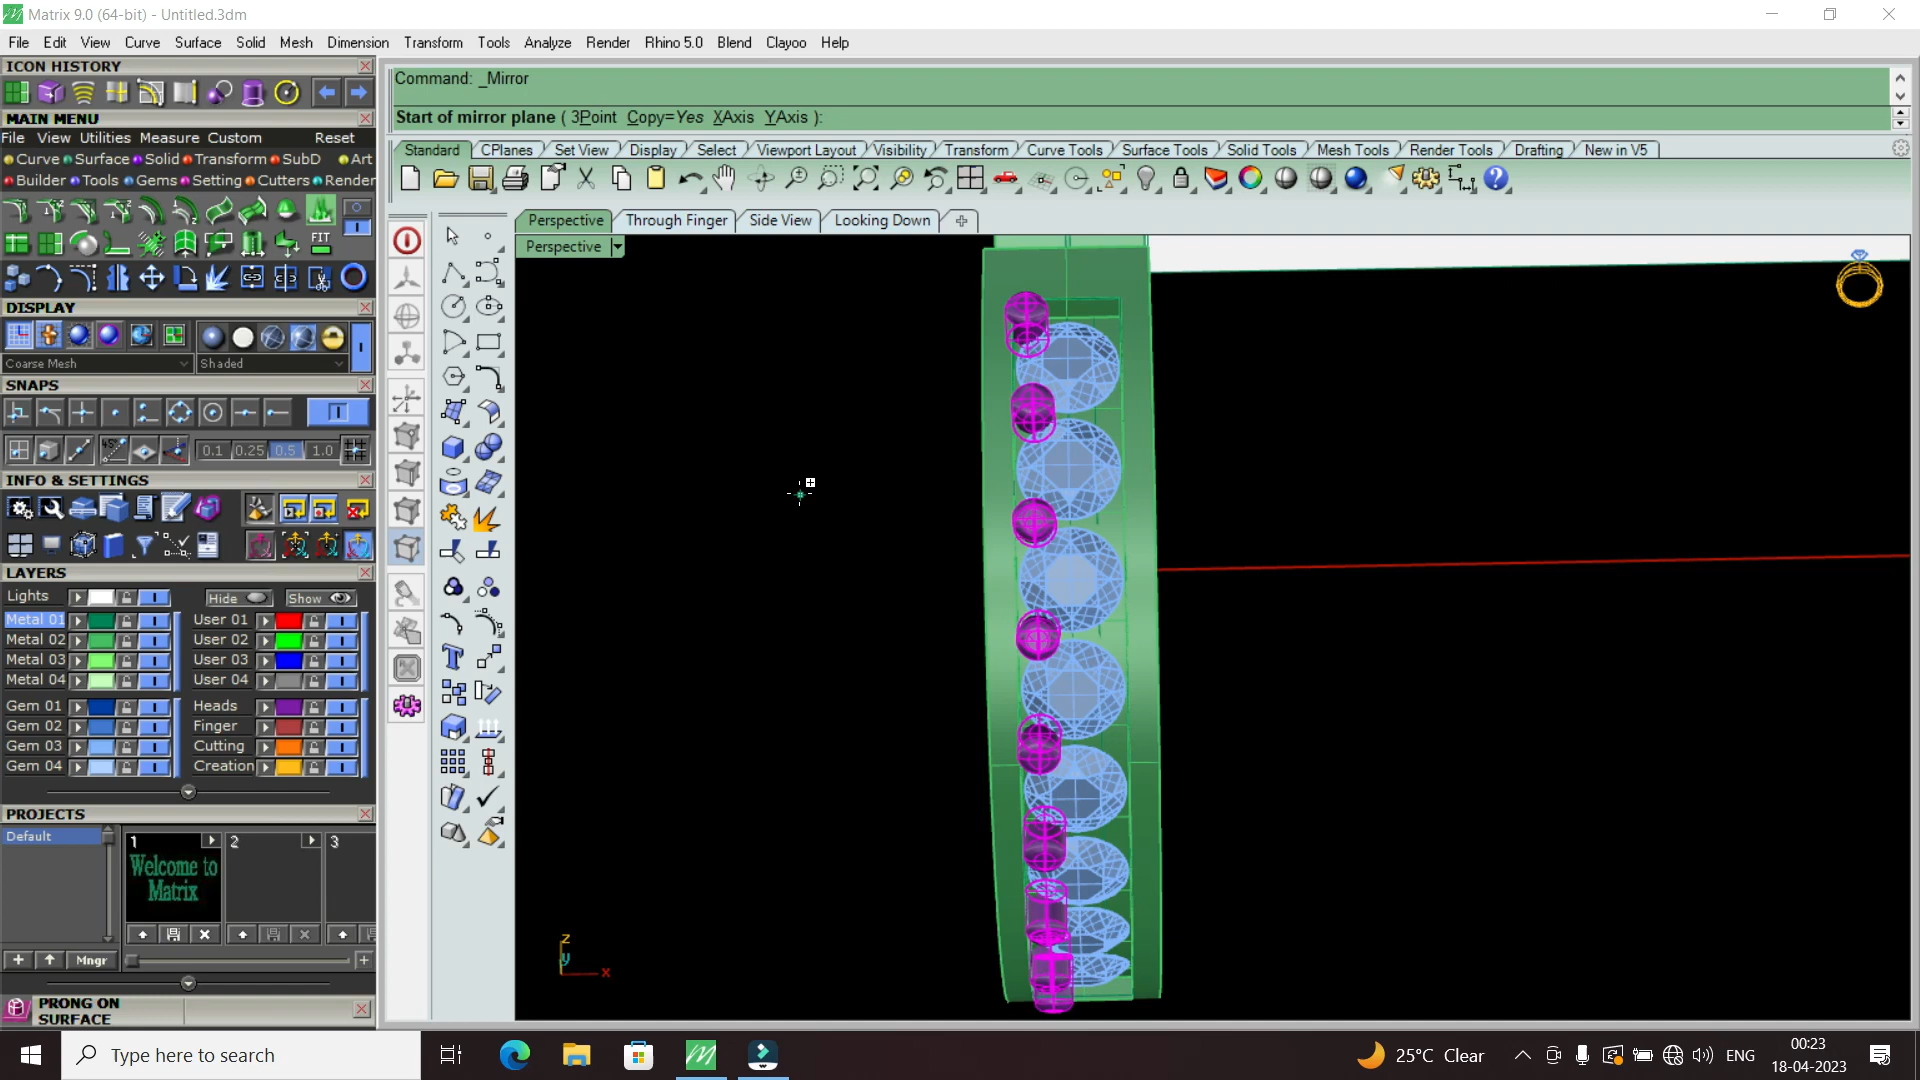 Matrix 9.0 (64-bit) - Untitled.3dm
File Edit View Curve Surface Solid Mesh Dimension Transform Tools Analyze Render Rhino 5.0 Blend Clayoo Help
ICON HISTORY
MAIN MENU
File View Utilities Measure Custom Reset
Curve Surface Solid Transform SubD Art
Builder Tools Gems Setting Cutters Render
FIT
DISPLAY
Coarse Mesh Shaded
SNAPS
45°
0.1 0.25 0.5 1.0
INFO & SETTINGS
LAYERS
Lights Hide Show
Metal 01 User 01
Metal 02 User 02
Metal 03 User 03
Metal 04 User 04
Gem 01 Heads
Gem 02 Finger
Gem 03 Cutting
Gem 04 Creation
PROJECTS
Default
1 2 3
Welcome to
Matrix
+ Mngr +
PRONG ON
SURFACE
Command: _Mirror
Start of mirror plane ( 3Point Copy=Yes XAxis YAxis ):
Standard CPlanes Set View Display Select Viewport Layout Visibility Transform Curve Tools Surface Tools Solid Tools Mesh Tools Render Tools Drafting New in V5
Perspective Through Finger Side View Looking Down
Perspective
z
y
x
Type here to search
25°C Clear
ENG
00:23
18-04-2023